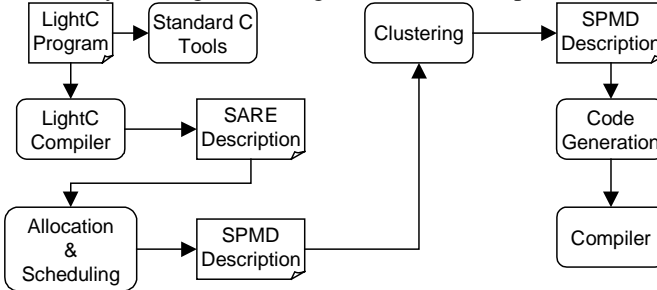 LightC
Program
Standard C
Tools
Clustering
SPMD
Description
LightC
Compiler
SARE
Description
Code
Generation
Allocation
&
Scheduling
SPMD
Description
Compiler